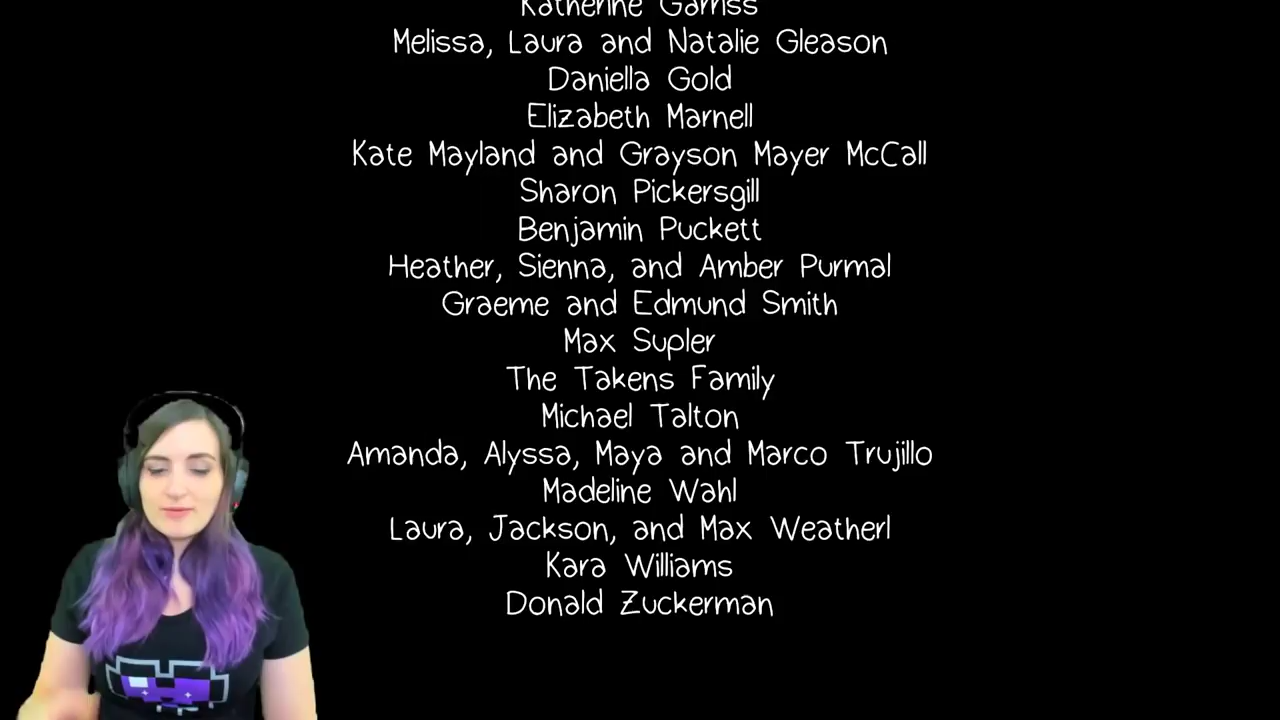 Katherine Garriss
Melissa, Laura and Natalie Gleason
Daniella Gold
Elizabeth Marnell
Kate Mayland and Grayson Mayer McCall
Sharon Pickersgill
Benjamin Puckett
Heather, Sienna, and Amber Purmal
Graeme and Edmund Smith
Max Supler
The Takens Family
Michael Talton
Amanda, Alyssa, Maya and Marco Trujillo
Madeline Wahl
Laura, Jackson, and Max Weatherl
Kara Williams
Donald Zuckerman